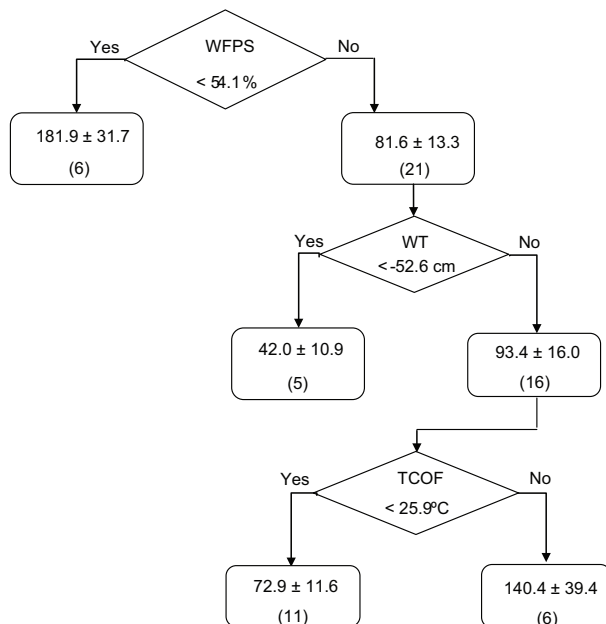 WFPS
Yes
No
< 54.1%
181.9 ± 31.7
(6)
81.6 ± 13.3
(21)
Yes
WT
No
< -52.6 cm
42.0 ± 10.9
(5)
93.4 ± 16.0
(16)
Yes
TCOF
No
< 25.9ºC
72.9 ± 11.6
(11)
140.4 ± 39.4
(6)